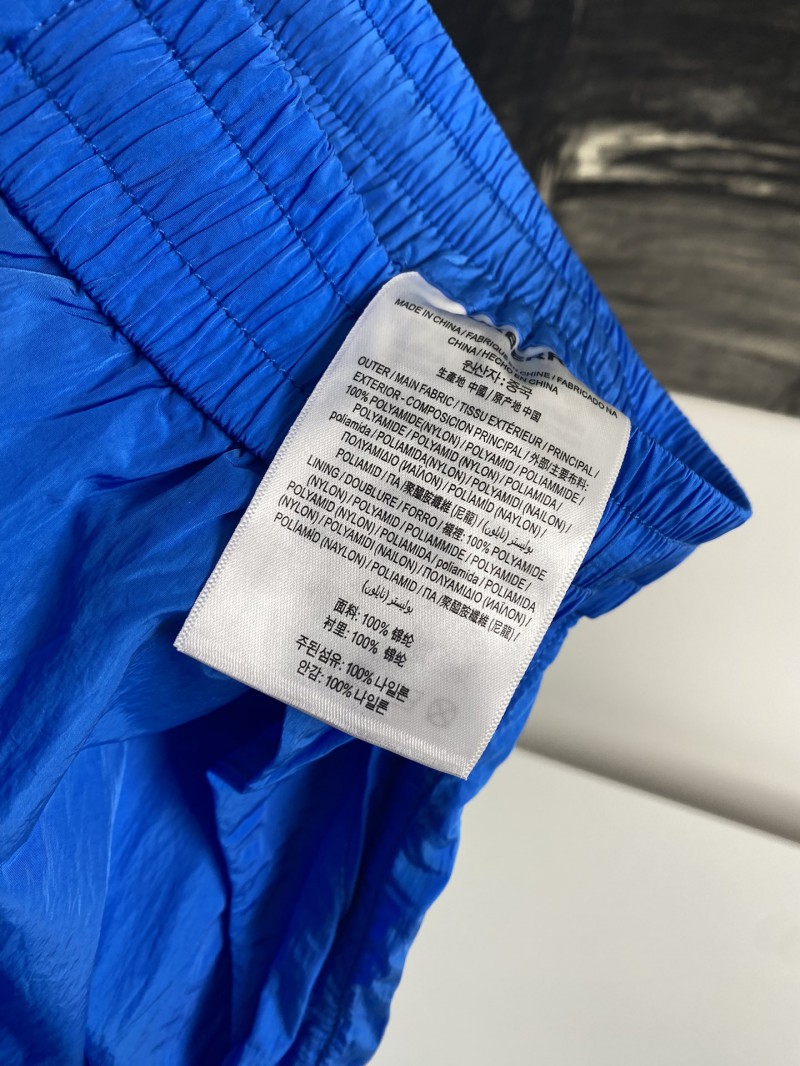 MADE IN CHINA / FABRIQUÉ EN CHINE / FABRICADO NA
CHINA / HECHO EN CHINA
원산지 : 중국
生產地 中國 / 原产地 中国
OUTER / MAIN FABRIC / TISSU EXTÉRIEUR / PRINCIPAL /
EXTERIOR - COMPOSICION PRINCIPAL / 外部/主要布料·
100% POLYAMIDE(NYLON) / POLYAMID / POLIAMMIDE /
POLYAMIDE / POLYAMID (NYLON) / POLIAMIDA /
poliamida / POLIAMIDA(NYLON) / POLYAMID (NYLON) /
ΠΟΛΥΑΜΙΔΙΟ (ΝΑΪΛΟΝ) / POLYAMIDI (NAILON) /
POLIAMID / ПА /聚醯胺纖維 (尼龍) / POLİAMİD (NAYLON) /
بوليستر (نايلون)
LINING / DOUBLURE / FORRO / 襯裡: 100% POLYAMIDE
(NYLON) / POLYAMID / POLIAMMIDE / POLYAMIDE /
POLYAMID (NYLON) / POLIAMIDA / poliamida / POLIAMIDA
(NYLON) / POLYAMID (NYLON) / ΠΟΛΥΑΜΙΔΙΟ (ΝΑΪΛΟΝ) /
POLYAMIDI (NAILON) / POLIAMID / ПА /聚醯胺纖維 (尼龍) /
POLİAMİD (NAYLON) /
بوليستر (نايلون)
面料: 100% 锦纶
衬里: 100% 锦纶
주된섬유: 100% 나일론
안감: 100% 나일론